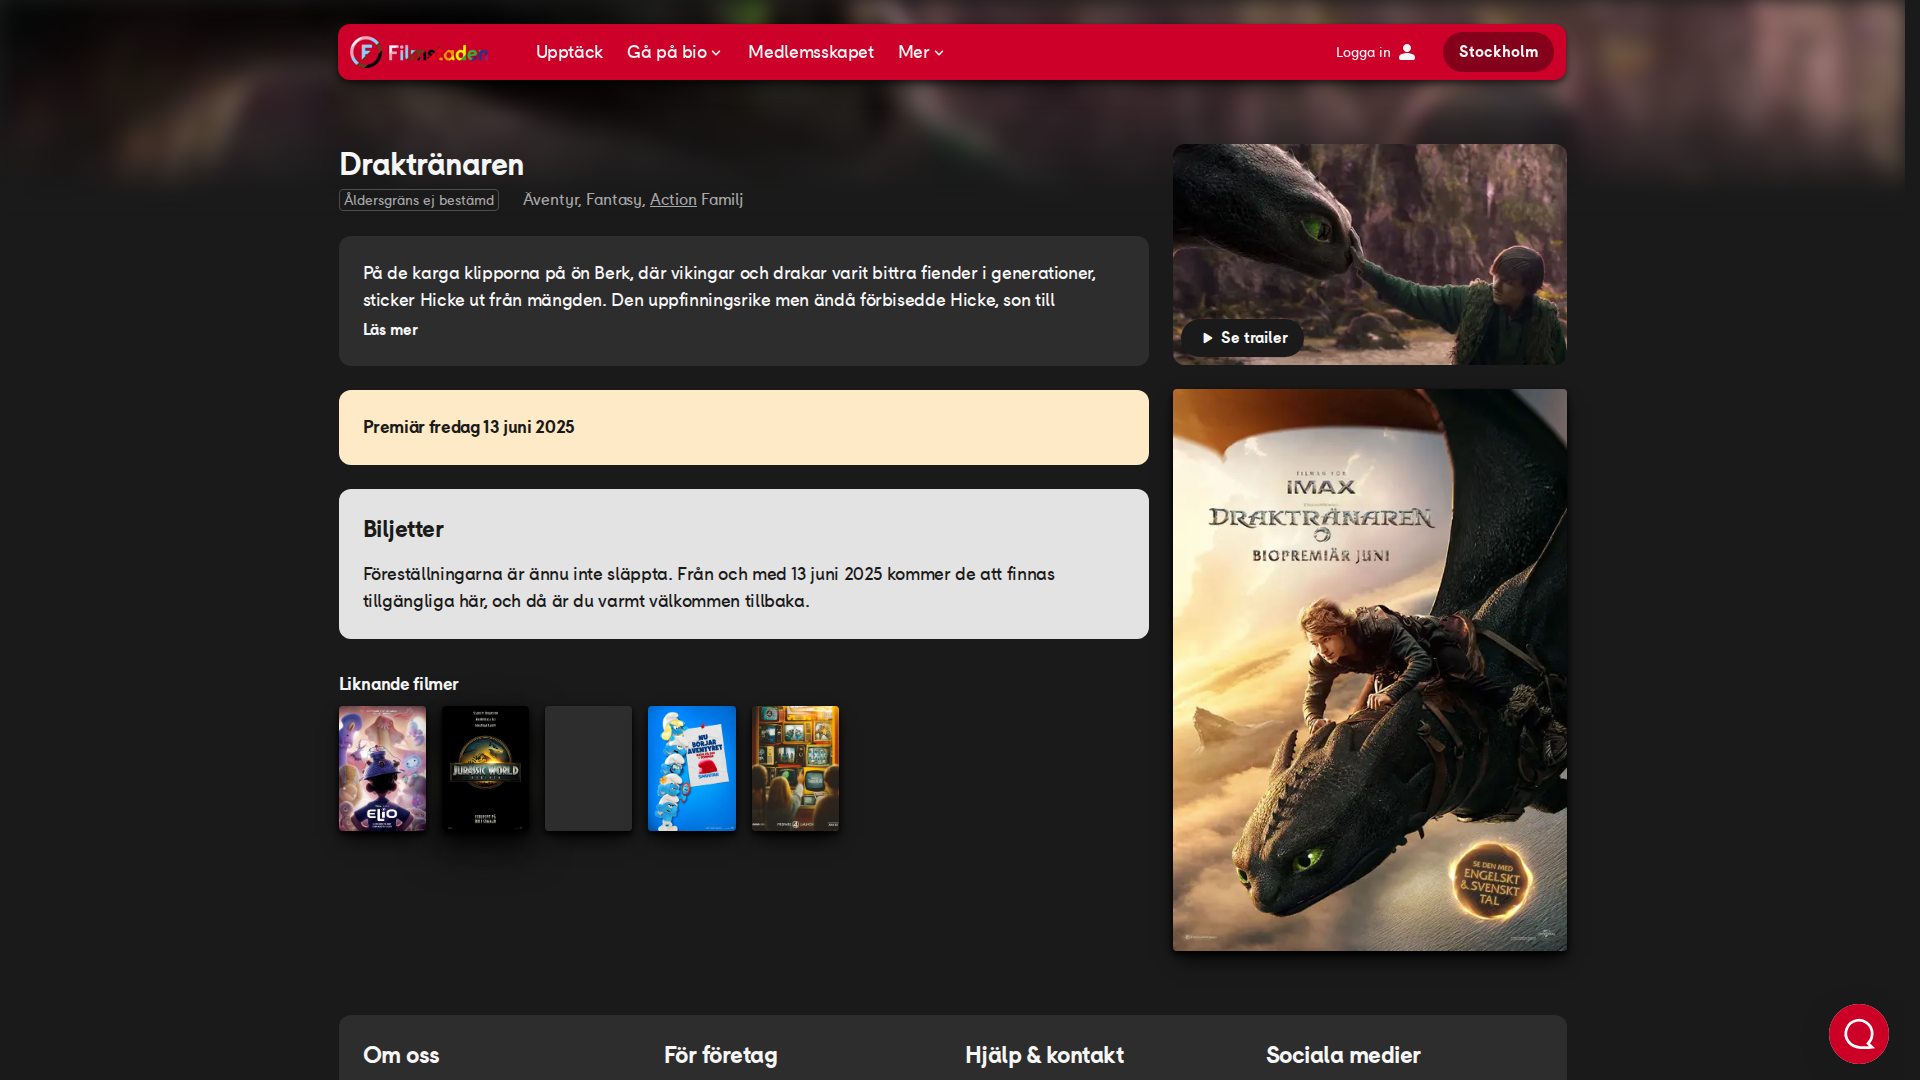 Filmstaden
Upptäck
Gå på bio
Medlemsskapet
Mer
Logga in
Stockholm
Draktränaren
Åldersgräns ej bestämd
Äventyr, Fantasy, Action Familj
På de karga klipporna på ön Berk, där vikingar och drakar varit bittra fiender i generationer,
sticker Hicke ut från mängden. Den uppfinningsrike men ändå förbisedde Hicke, son till
Läs mer
Se trailer
Premiär fredag 13 juni 2025
Biljetter
Föreställningarna är ännu inte släppta. Från och med 13 juni 2025 kommer de att finnas
tillgängliga här, och då är du varmt välkommen tillbaka.
FILMAD FÖR
IMAX
DRAKTRÄNAREN
BIOPREMIÄR JUNI
SE DEN MED
ENGELSKT
& SVENSKT
TAL
Liknande filmer
ELIO
JURASSIC WORLD
NU
BÖRJAR
ÄVENTYRET
Om oss
För företag
Hjälp & kontakt
Sociala medier